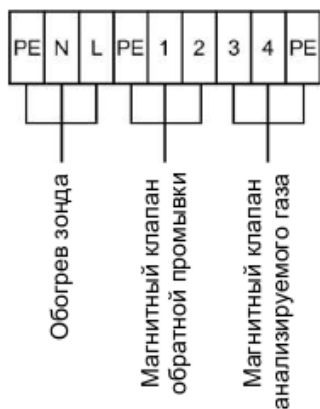 PE N L PE 1 2 3 4 PE
Обогрев зонда
Магнитный клапан
обратной промывки
Магнитный клапан
анализируемого газа